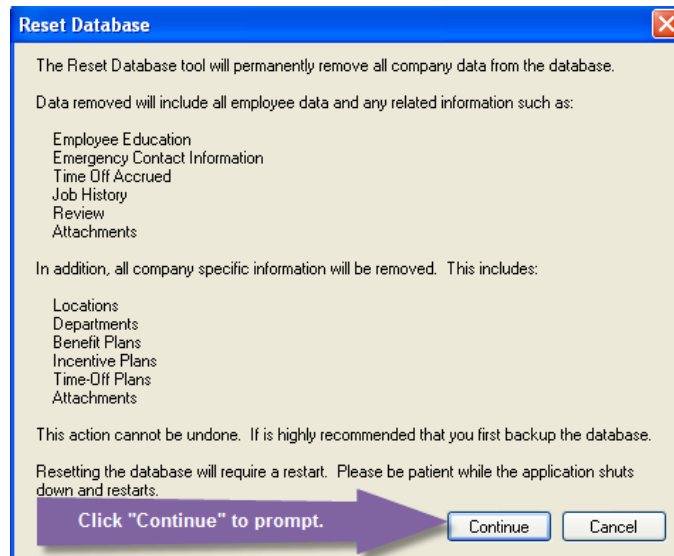 Reset Database
The Reset Database tool will permanently remove all company data from the database.
Data removed will include all employee data and any related information such as:
Employee Education
Emergency Contact Information
Time Off Accrued
Job History
Review
Attachments
In addition, all company specific information will be removed.  This includes:
Locations
Departments
Benefit Plans
Incentive Plans
Time-Off Plans
Attachments
This action cannot be undone.  If is highly recommended that you first backup the database.
Resetting the database will require a restart.  Please be patient while the application shuts
down and restarts.
Click "Continue" to prompt.
Continue
Cancel